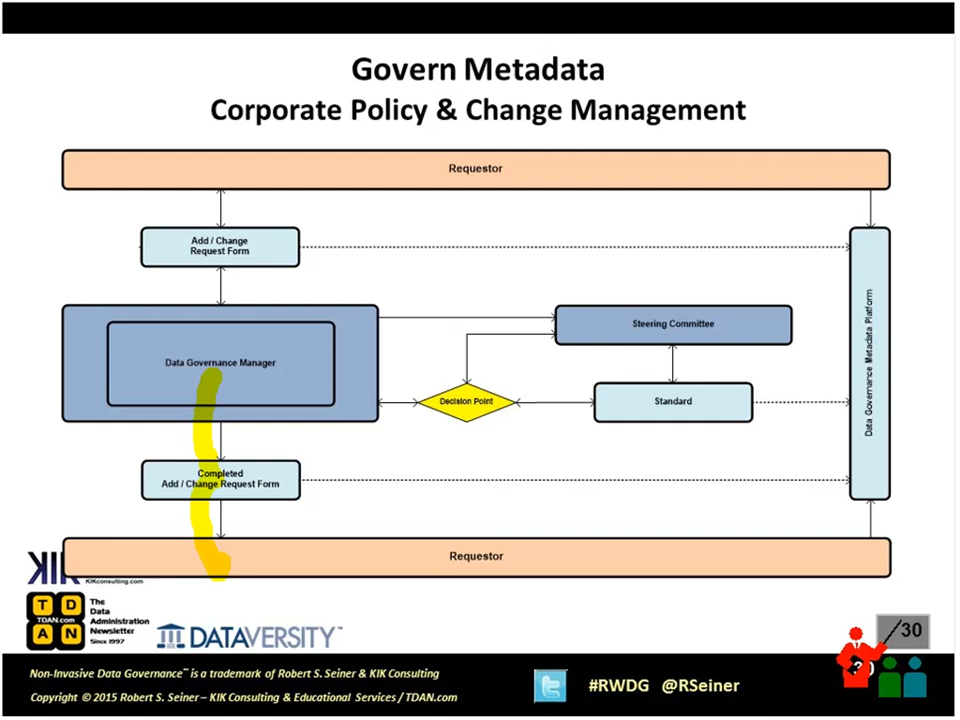 Govern Metadata
Corporate Policy & Change Management
Requestor
Add / Change
Request Form
Data Governance Manager
Steering Committee
Decision Point
Standard
Data Governance Metadata Platform
Completed
Add / Change Request Form
Requestor
KIK
KIKconsulting.com
T D
TDAN.com
A N
The
Data
Administration
Newsletter
Since 1997
DATAVERSITY™
/30
30
Non-Invasive Data Governance™ is a trademark of Robert S. Seiner & KIK Consulting
Copyright © 2015 Robert S. Seiner – KIK Consulting & Educational Services / TDAN.com
#RWDG @RSeiner